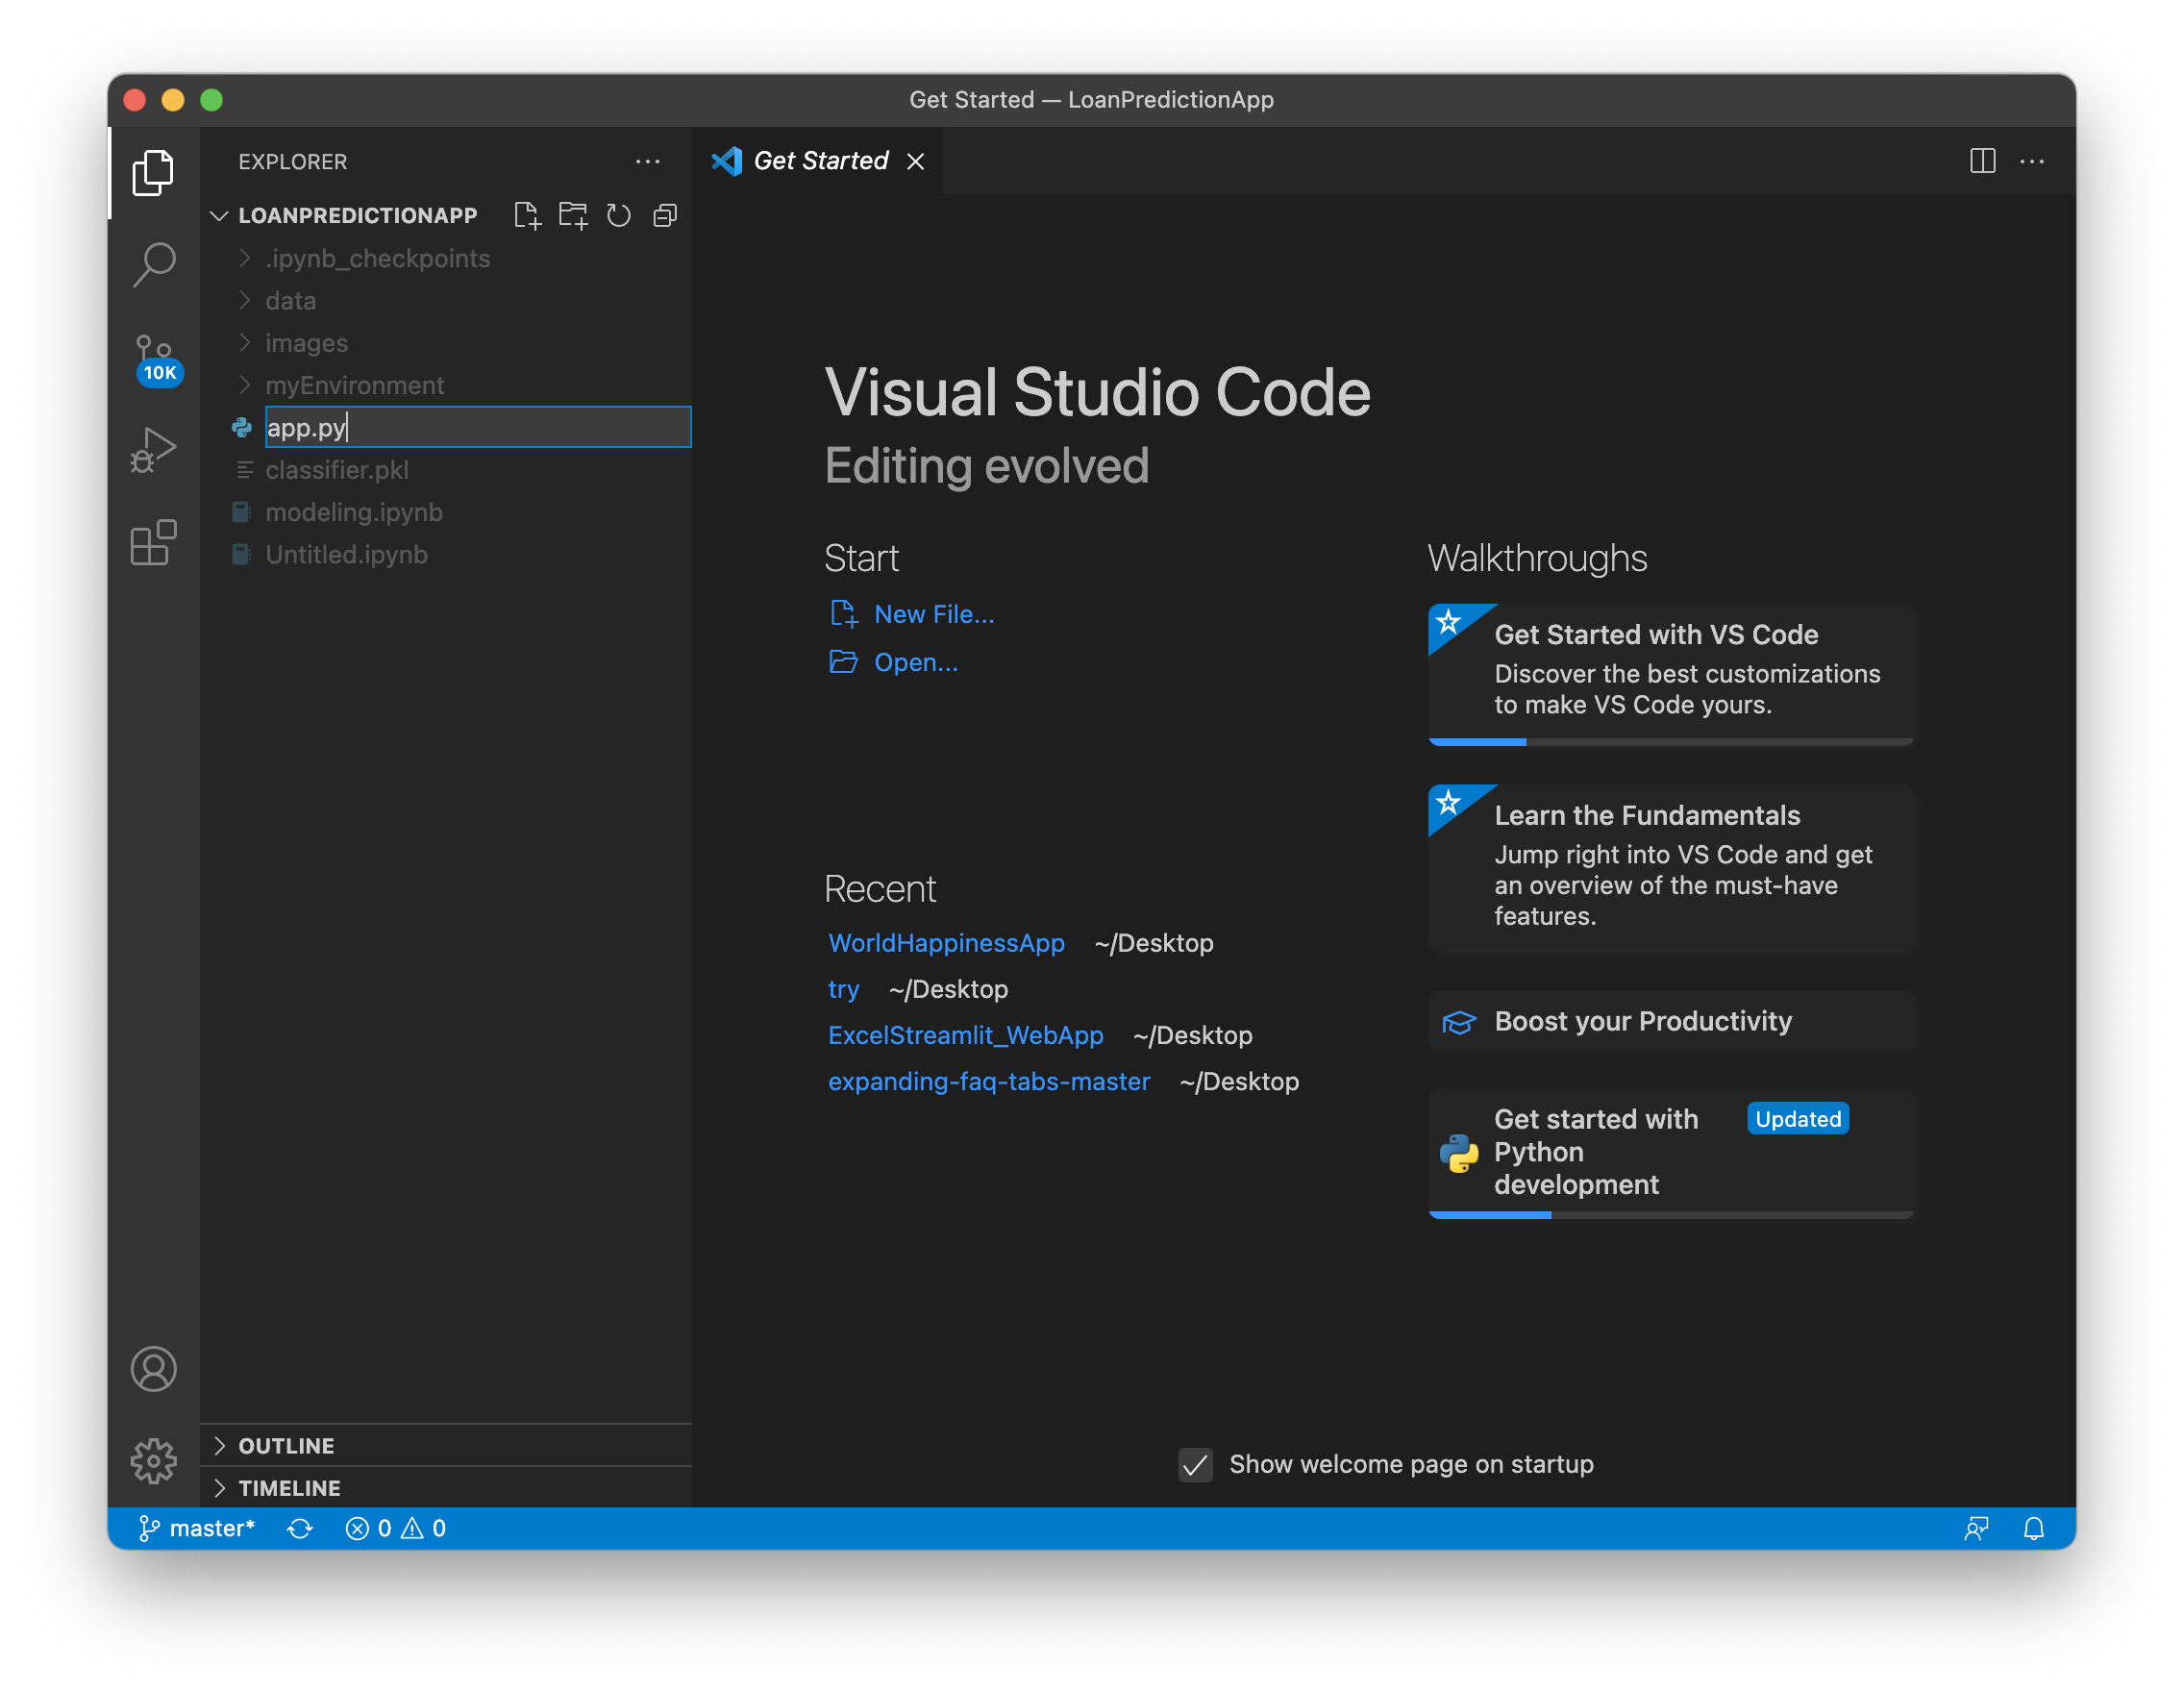 Get Started — LoanPredictionApp
EXPLORER
LOANPREDICTIONAPP
.ipynb_checkpoints
data
images
myEnvironment
app.py
classifier.pkl
modeling.ipynb
Untitled.ipynb
10K
OUTLINE
TIMELINE
Get Started
Visual Studio Code
Editing evolved
Start
New File...
Open...
Recent
WorldHappinessApp ~/Desktop
try ~/Desktop
ExcelStreamlit_WebApp ~/Desktop
expanding-faq-tabs-master ~/Desktop
Walkthroughs
Get Started with VS Code
Discover the best customizations
to make VS Code yours.
Learn the Fundamentals
Jump right into VS Code and get
an overview of the must-have
features.
Boost your Productivity
Get started with Updated
Python
development
Show welcome page on startup
master* 0 0